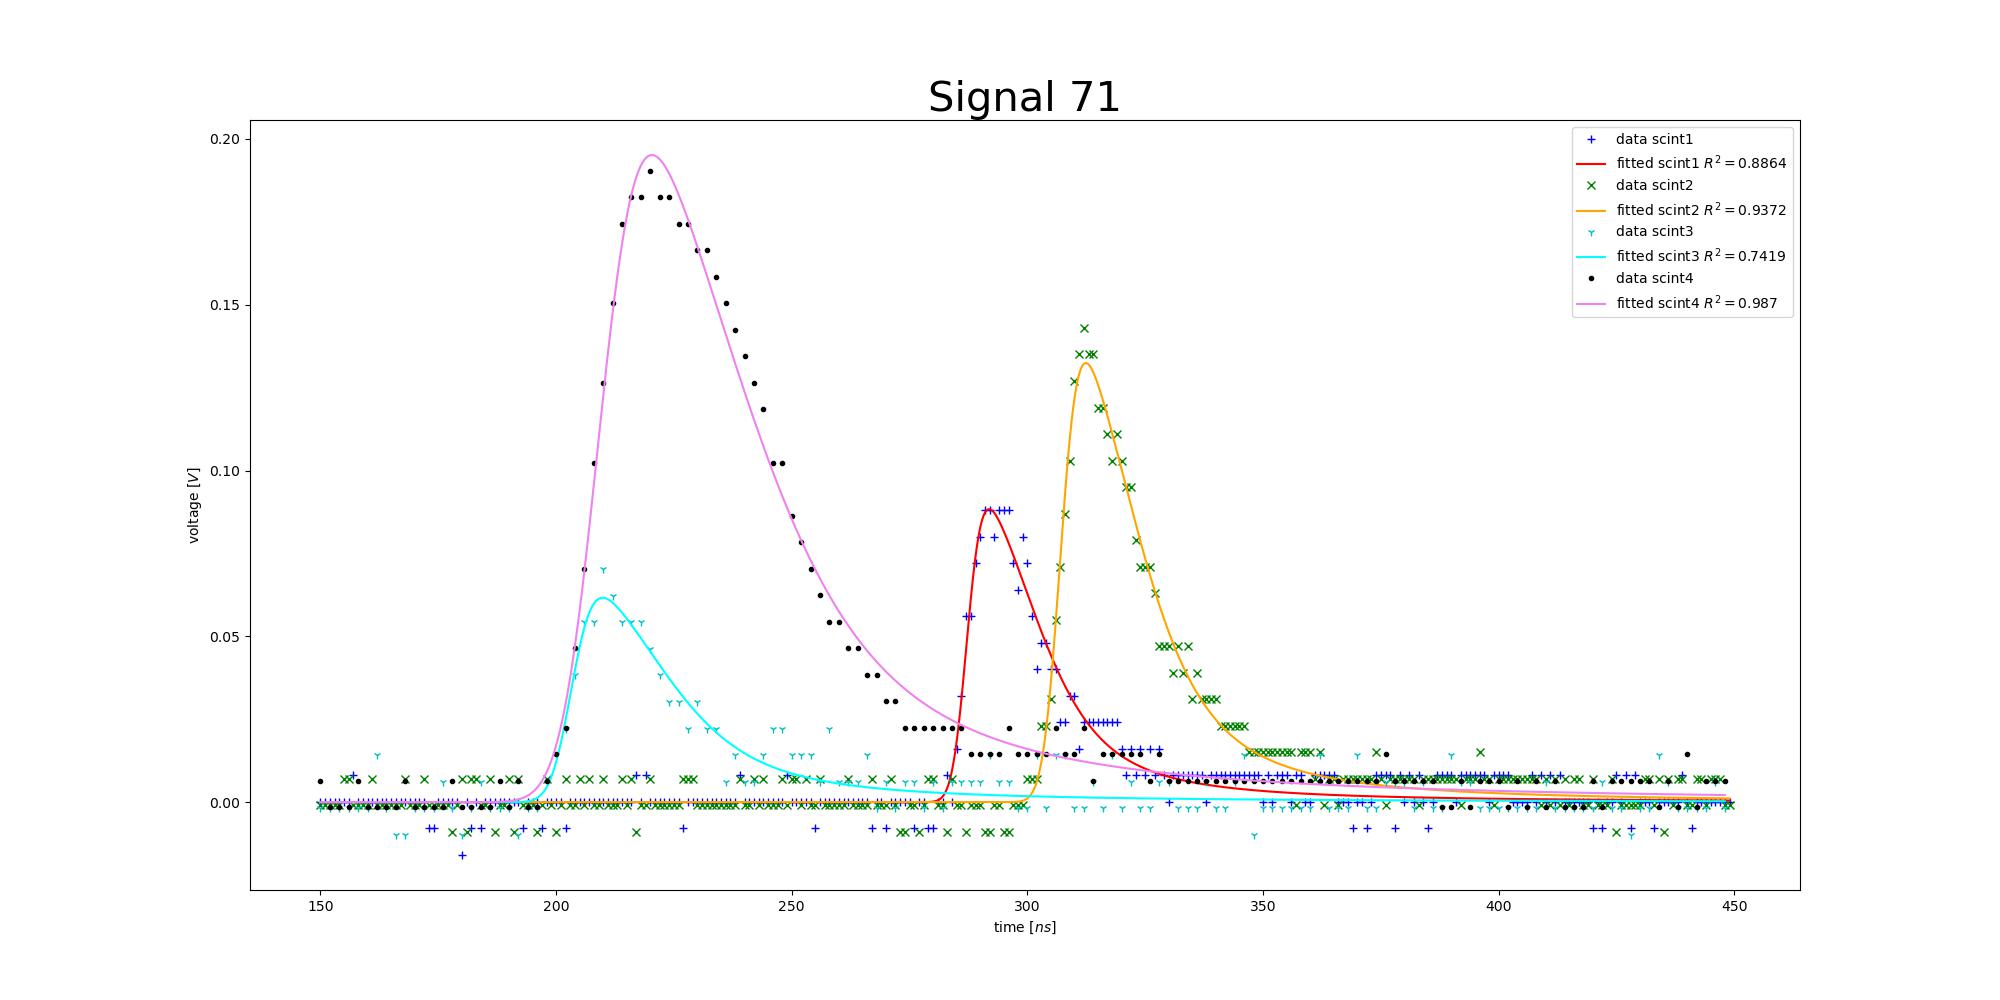 Signal 71
0.20
0.15
0.10
0.05
0.00
voltage [V]
150
200
250
300
350
400
450
time [ns]
data scint1
fitted scint1 R² = 0.8864
data scint2
fitted scint2 R² = 0.9372
data scint3
fitted scint3 R² = 0.7419
data scint4
fitted scint4 R² = 0.987